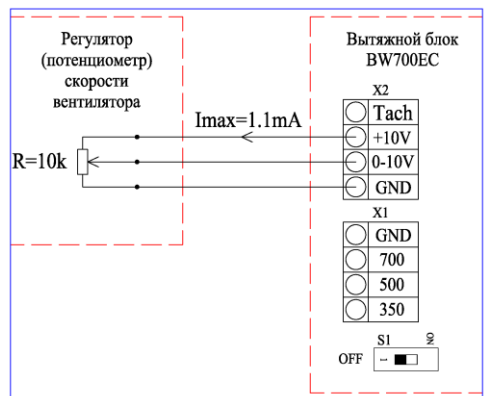 Регулятор
(потенциометр)
скорости
вентилятора
Вытяжной блок
BW700EC
X2
Tach
Imax=1.1mA
+10V
R=10k
0-10V
GND
X1
GND
700
500
350
S1
ON
OFF
1